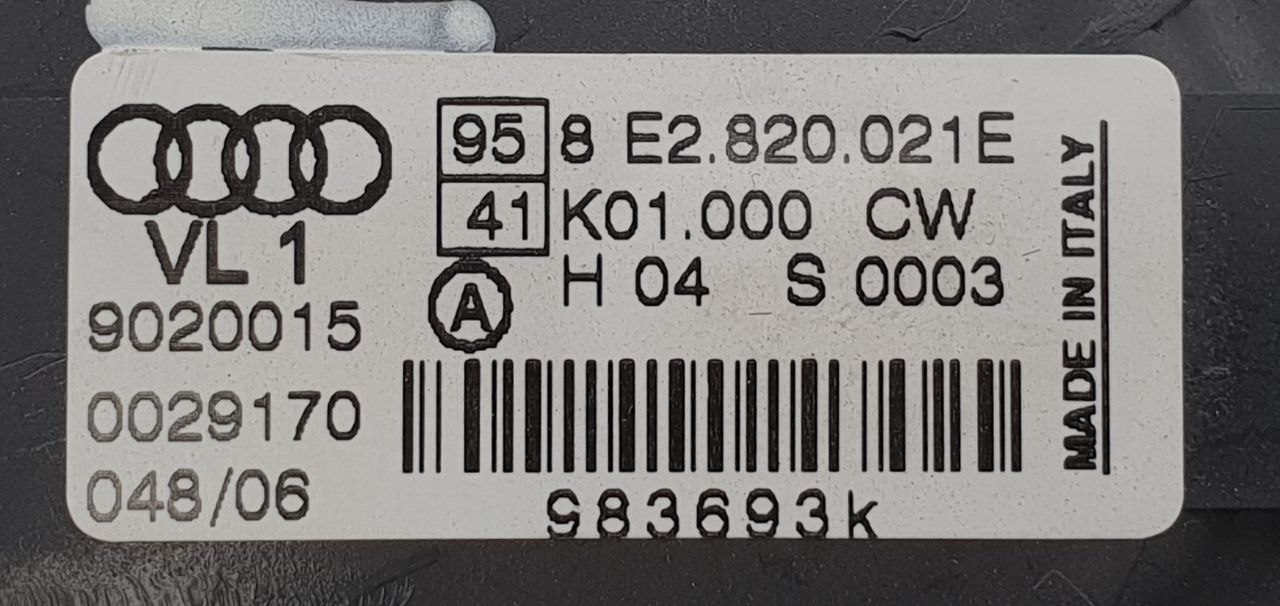 VL 1
9020015
0029170
048/06
95 8 E2.820.021E
41 K01.000 CW
A H 04 S 0003
983693k
MADE IN ITALY